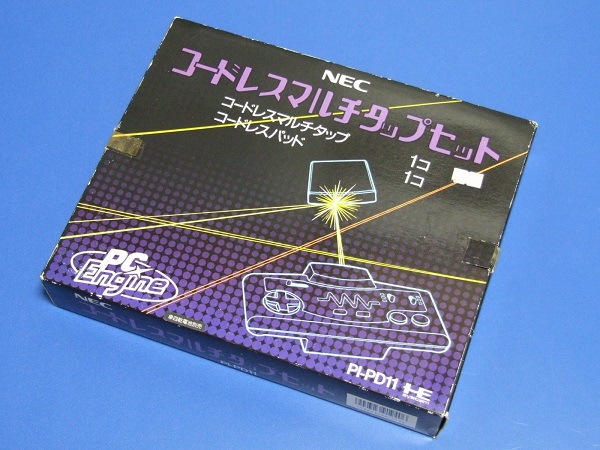 NEC
コードレスマルチタップセット
コードレスマルチタップ 1コ
コードレスパッド 1コ
PC Engine
PI-PD11 HE
NEC
コードレスマルチタップセット
PI-PD11